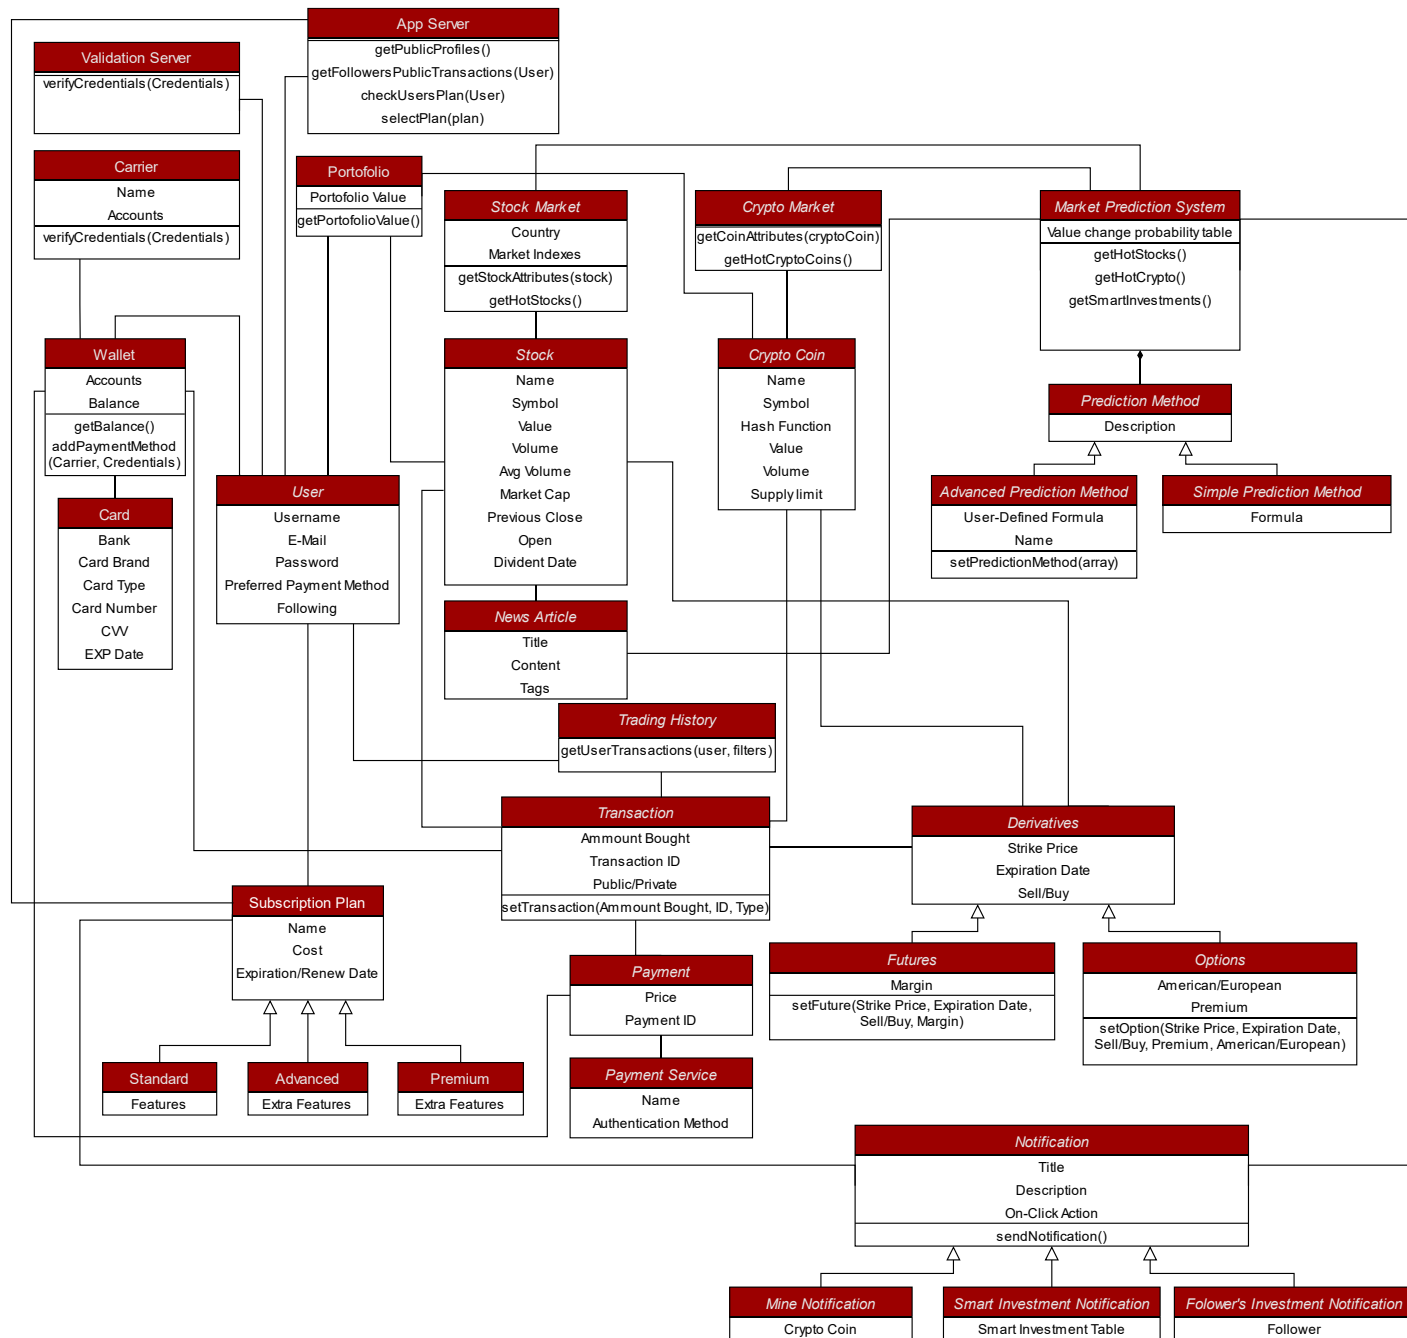 App Server
getPublicProfiles()
getFollowersPublicTransactions(User)
checkUsersPlan(User)
selectPlan(plan)
Validation Server
verifyCredentials(Credentials)
Carrier
Name
Accounts
verifyCredentials(Credentials)
Portofolio
Portofolio Value
getPortofolioValue()
Stock Market
Country
Market Indexes
getStockAttributes(stock)
getHotStocks()
Crypto Market
getCoinAttributes(cryptoCoin)
getHotCryptoCoins()
Market Prediction System
Value change probability table
getHotStocks()
getHotCrypto()
getSmartInvestments()
Wallet
Accounts
Balance
getBalance()
addPaymentMethod
(Carrier, Credentials)
Stock
Name
Symbol
Value
Volume
Avg Volume
Market Cap
Previous Close
Open
Divident Date
Crypto Coin
Name
Symbol
Hash Function
Value
Volume
Supply limit
Prediction Method
Description
Advanced Prediction Method
User-Defined Formula
Name
setPredictionMethod(array)
Simple Prediction Method
Formula
Card
Bank
Card Brand
Card Type
Card Number
CVV
EXP Date
User
Username
E-Mail
Password
Preferred Payment Method
Following
News Article
Title
Content
Tags
Trading History
getUserTransactions(user, filters)
Transaction
Ammount Bought
Transaction ID
Public/Private
setTransaction(Ammount Bought, ID, Type)
Derivatives
Strike Price
Expiration Date
Sell/Buy
Subscription Plan
Name
Cost
Expiration/Renew Date
Payment
Price
Payment ID
Futures
Margin
setFuture(Strike Price, Expiration Date,
Sell/Buy, Margin)
Options
American/European
Premium
setOption(Strike Price, Expiration Date,
Sell/Buy, Premium, American/European)
Standard
Features
Advanced
Extra Features
Premium
Extra Features
Payment Service
Name
Authentication Method
Notification
Title
Description
On-Click Action
sendNotification()
Mine Notification
Crypto Coin
Smart Investment Notification
Smart Investment Table
Folower's Investment Notification
Follower